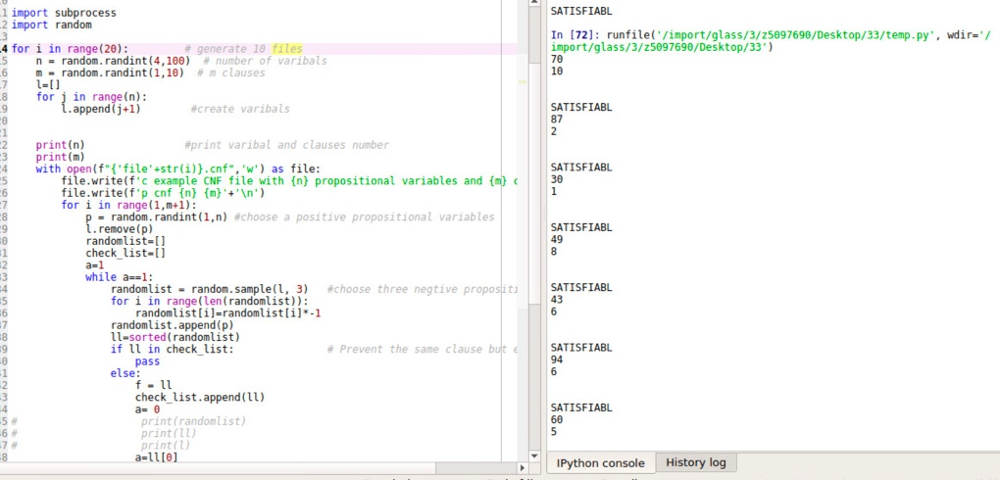 import subprocess
import random
for i in range(20): # generate 10 files
n = random.randint(4,100) # number of varibals
m = random.randint(1,10) # m clauses
l=[]
for j in range(n):
l.append(j+1) #create varibals
print(n) #print varibal and clauses number
print(m)
with open(f"{'file'+str(i)}.cnf",'w') as file:
file.write(f'c example CNF file with {n} propositional variables and {m} c
file.write(f'p cnf {n} {m}'+'\n')
for i in range(1,m+1):
p = random.randint(1,n) #choose a positive propositional variables
l.remove(p)
randomlist=[]
check_list=[]
a=1
while a==1:
randomlist = random.sample(l, 3) #choose three negtive propositi
for i in range(len(randomlist)):
randomlist[i]=randomlist[i]*-1
randomlist.append(p)
ll=sorted(randomlist)
if ll in check_list: # Prevent the same clause but e
pass
else:
f = ll
check_list.append(ll)
a= 0
# print(randomlist)
# print(ll)
# print(l)
a=ll[0]
SATISFIABL
In [72]: runfile('/import/glass/3/z5097690/Desktop/33/temp.py', wdir='/
import/glass/3/z5097690/Desktop/33')
70
10
SATISFIABL
87
2
SATISFIABL
30
1
SATISFIABL
49
8
SATISFIABL
43
6
SATISFIABL
94
6
SATISFIABL
60
5
IPython console
History log